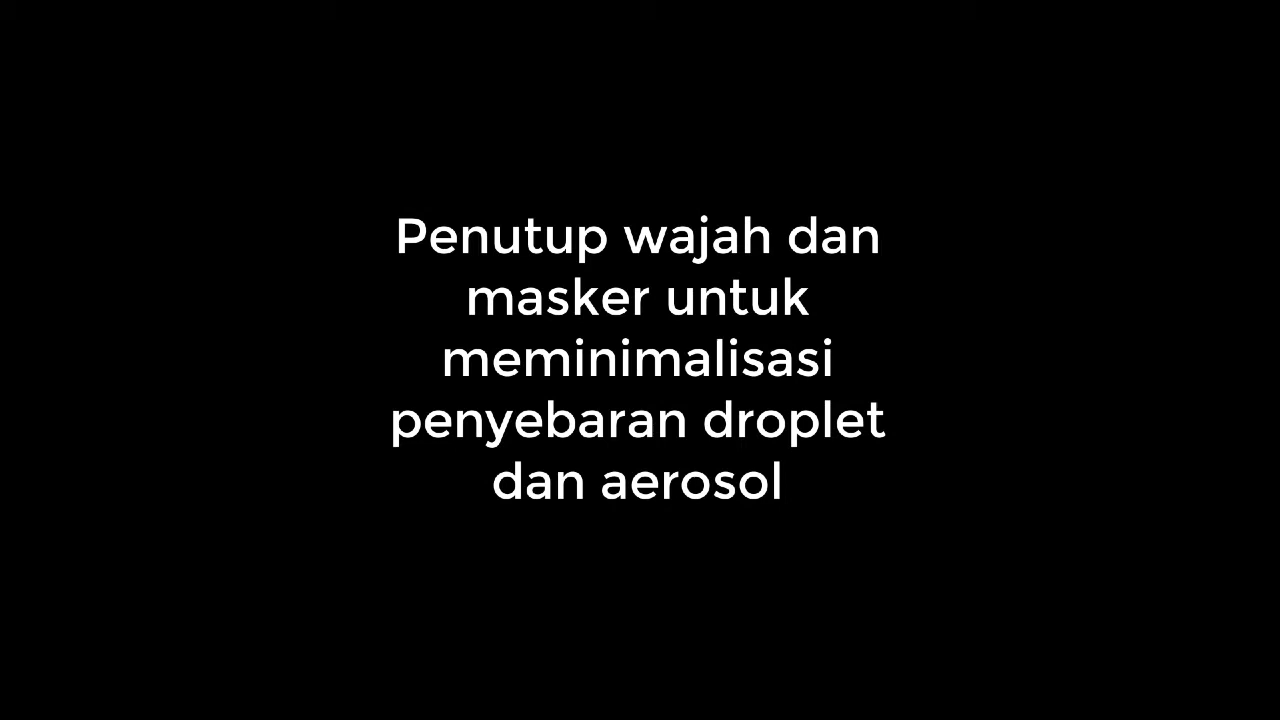 Penutup wajah dan
masker untuk
meminimalisasi
penyebaran droplet
dan aerosol